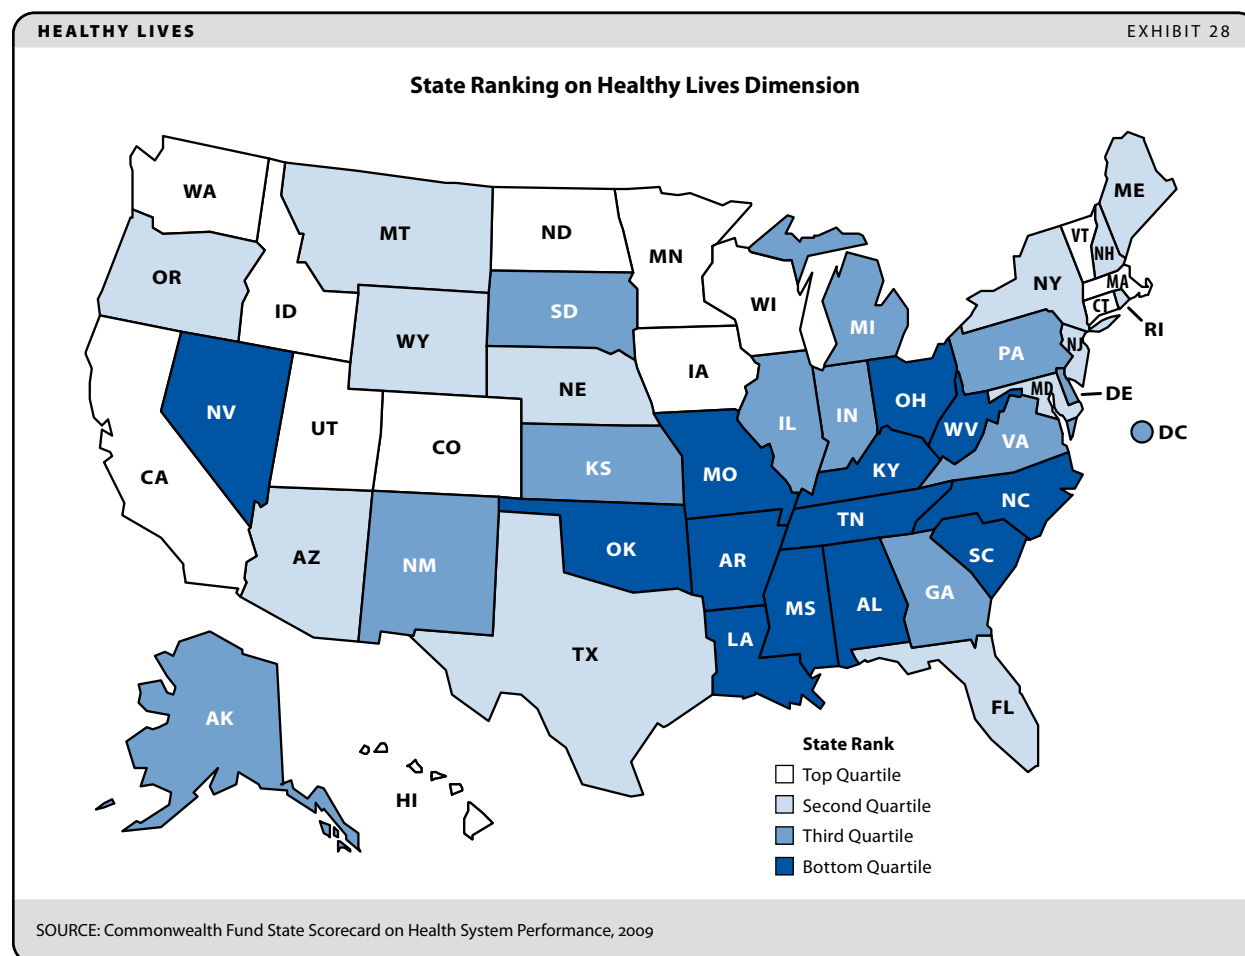 HEALTHY LIVES
EXHIBIT 28
State Ranking on Healthy Lives Dimension
WA
MT
ND
MN
ME
VT
NH
OR
ID
SD
WI
NY
MA
CT
RI
WY
MI
PA
NJ
IA
NE
MD
DE
NV
UT
CO
IL
IN
OH
WV
VA
DC
CA
KS
MO
KY
NC
TN
AZ
NM
OK
AR
SC
MS
AL
GA
LA
TX
FL
AK
HI
State Rank
Top Quartile
Second Quartile
Third Quartile
Bottom Quartile
SOURCE: Commonwealth Fund State Scorecard on Health System Performance, 2009